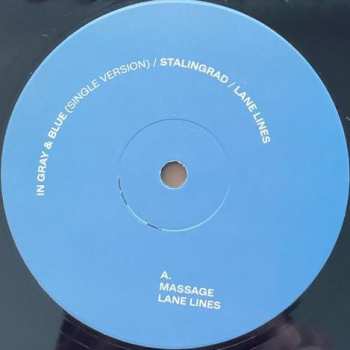 IN GRAY & BLUE (SINGLE VERSION) / STALINGRAD / LANE LINES
A.
MASSAGE
LANE LINES